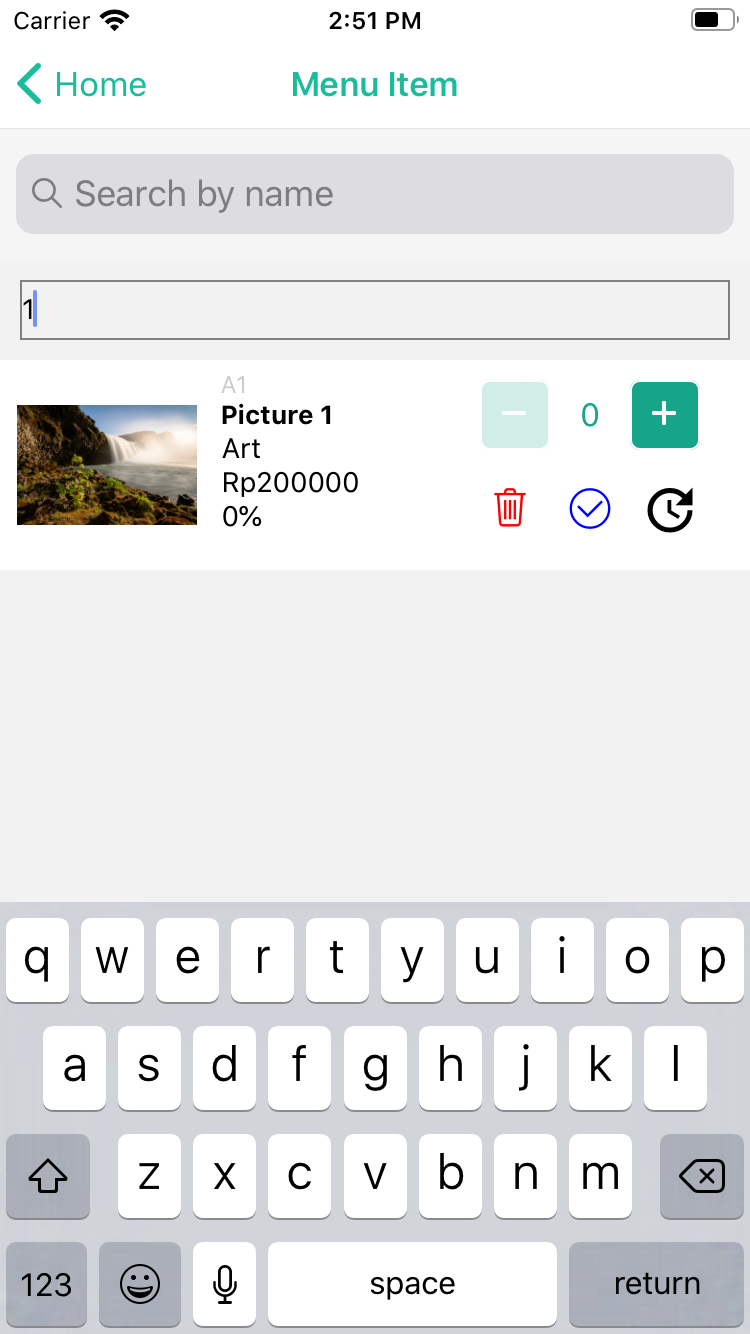 Carrier 2:51 PM
Home Menu Item
Search by name
1
A1
Picture 1
Art
Rp200000
0%
− 0 +
q w e r t y u i o p
a s d f g h j k l
z x c v b n m
123 space return